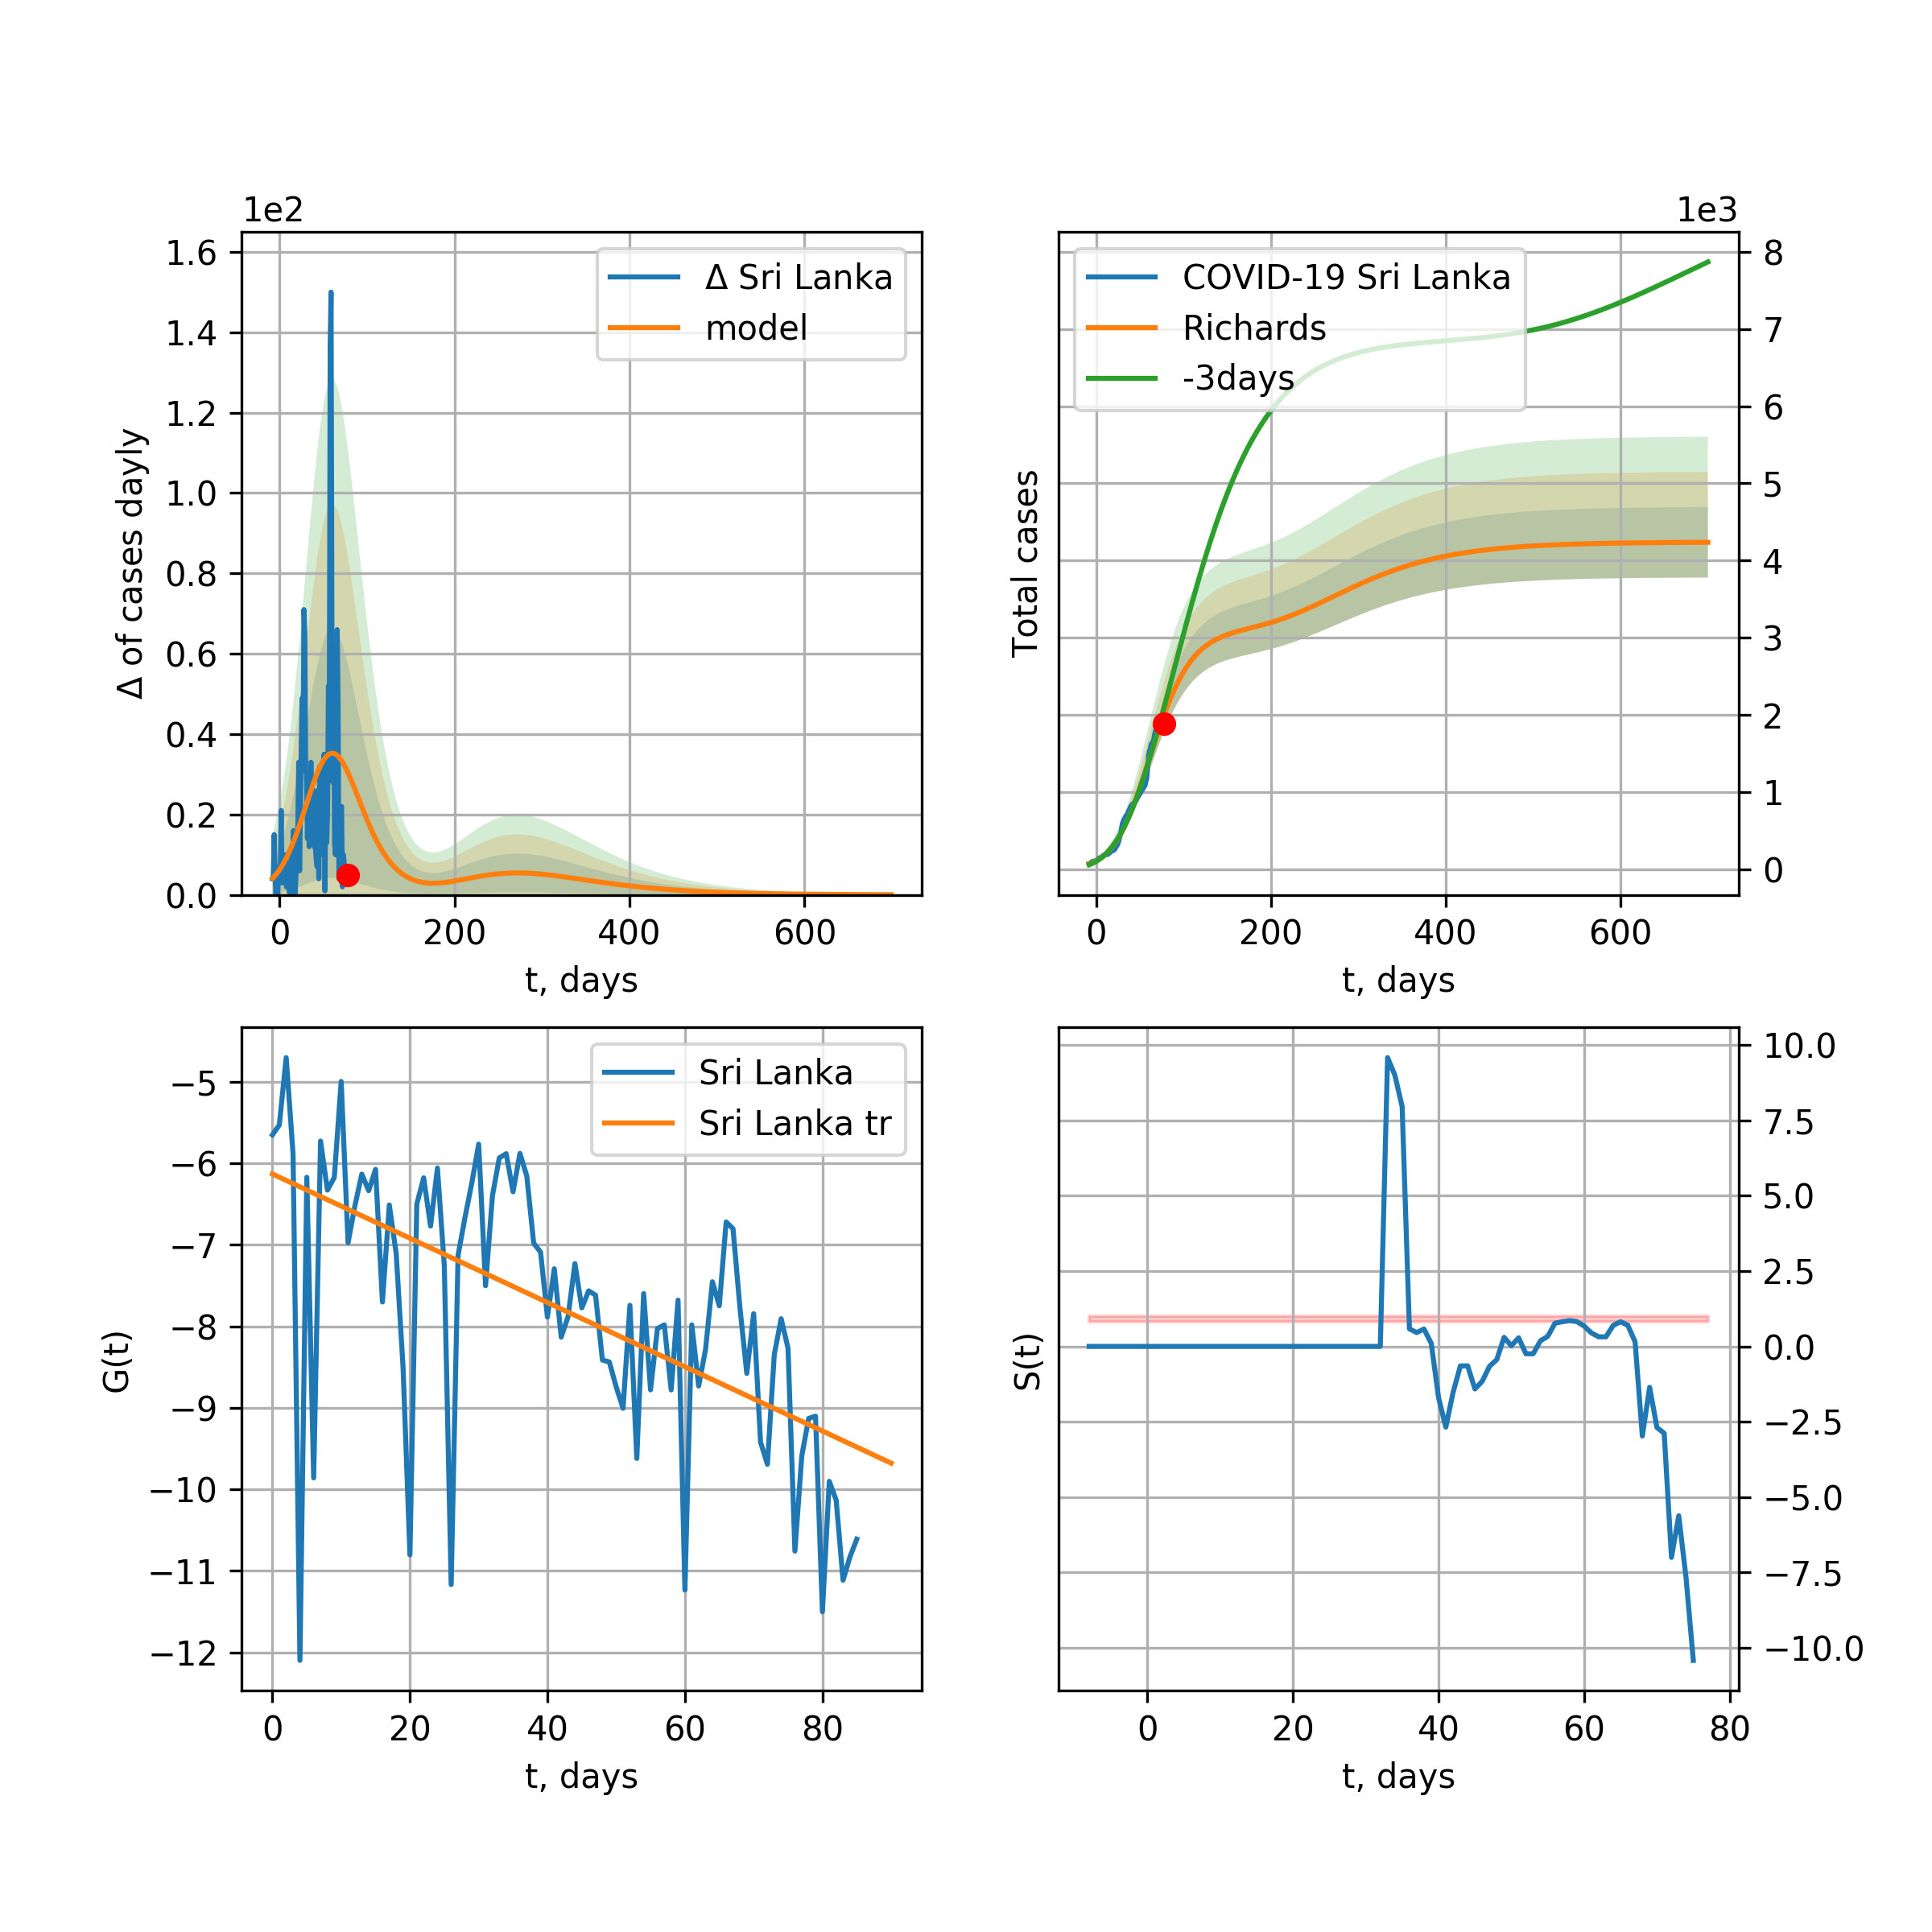 1e2
1.6
1.4
1.2
1.0
0.8
0.6
0.4
0.2
0.0
Δ of cases dayly
0 200 400 600
t, days
Δ Sri Lanka
model
1e3
8
7
6
5
4
3
2
1
0
Total cases
0 200 400 600
t, days
COVID-19 Sri Lanka
Richards
-3days
−5
−6
−7
−8
−9
−10
−11
−12
G(t)
0 20 40 60 80
t, days
Sri Lanka
Sri Lanka tr
10.0
7.5
5.0
2.5
0.0
−2.5
−5.0
−7.5
−10.0
S(t)
0 20 40 60 80
t, days